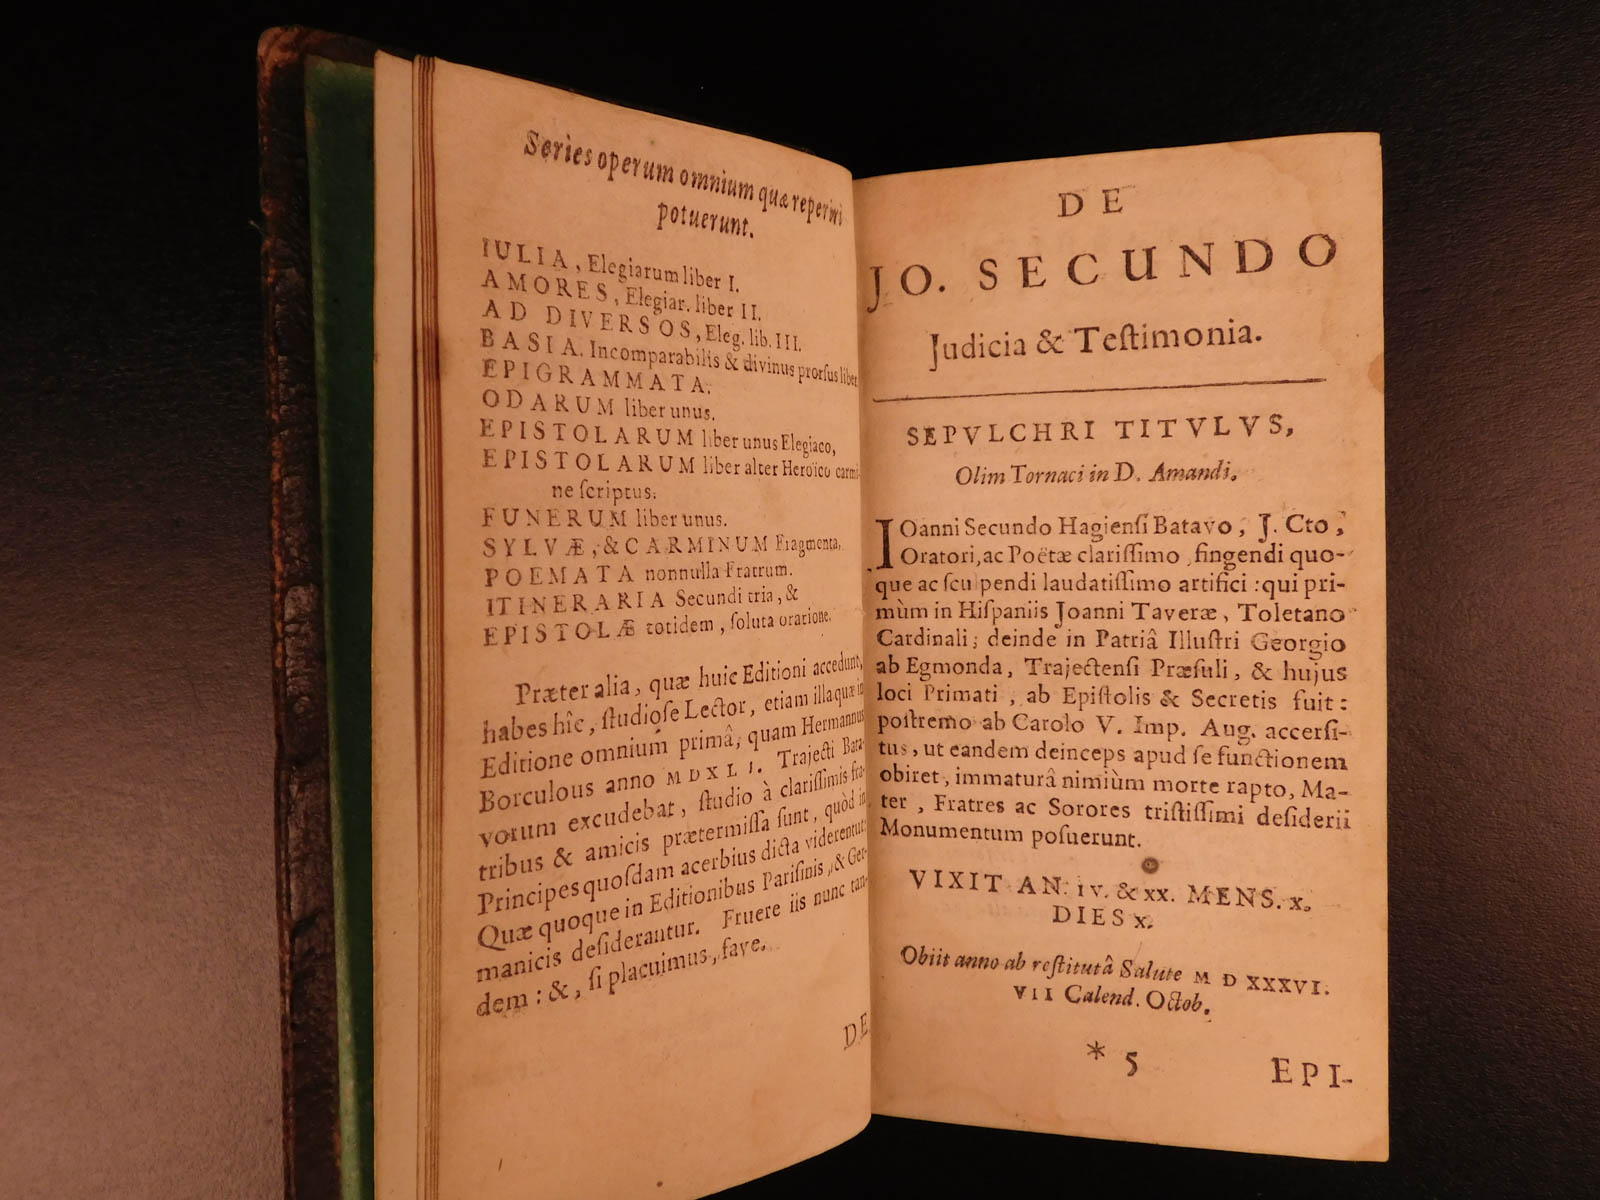 Series operum omnium quæ reperiri
potuerunt.
IULIA, Elegiarum liber I.
AMORES, Elegiar. liber II.
AD DIVERSOS, Eleg. lib. III.
BASIA. Incomparabilis & divinus prorſus liber
EPIGRAMMATA.
ODARUM liber unus.
EPISTOLARUM liber unus Elegiaco,
EPISTOLARUM liber alter Heroïco carmi-
ne ſcriptus.
FUNERUM liber unus.
SYLVÆ, & CARMINUM Fragmenta,
POEMATA nonnulla Fratrum.
ITINERARIA Secundi tria, &
EPISTOLÆ totidem, ſoluta oratione.
Præter alia, quæ huic Editioni accedunt,
habes hîc, ſtudioſe Lector, etiam illa quæ in
Editione omnium primâ, quam Hermannus
Borculous anno MDXLI. Trajecti Bata-
vorum excudebat, ſtudio à clariſſimis fra-
tribus & amicis prætermiſſa ſunt, quòd in
Principes quoſdam acerbius dicta viderentur:
Quæ quoque in Editionibus Pariſinis, & Ger-
manicis deſiderantur. Fruere iis nunc tan-
dem: &, ſi placuimus, fave.
DE
DE
JO. SECUNDO
Judicia & Teſtimonia.
SEPVLCHRI TITVLVS,
Olim Tornaci in D. Amandi.
IOanni Secundo Hagienſi Batavo, J. Cto,
Oratori, ac Poëtæ clariſſimo, fingendi quo-
que ac sculpendi laudatiſſimo artifici: qui pri-
mùm in Hiſpaniis Joanni Taveræ, Toletano
Cardinali; deinde in Patriâ Illuſtri Georgio
ab Egmonda, Trajectenſi Præſuli, & hujus
loci Primati, ab Epiſtolis & Secretis fuit:
poſtremo ab Carolo V. Imp. Aug. accerſi-
tus, ut eandem deinceps apud ſe functionem
obiret, immaturâ nimiùm morte rapto, Ma-
ter, Fratres ac Sorores triſtiſſimi deſiderii
Monumentum poſuerunt.
VIXIT AN. IV. & XX. MENS. X.
DIES X.
Obiit anno ab reſtitutâ Salute M D XXXVI.
VII Calend. Octob.
* 5
EPI-